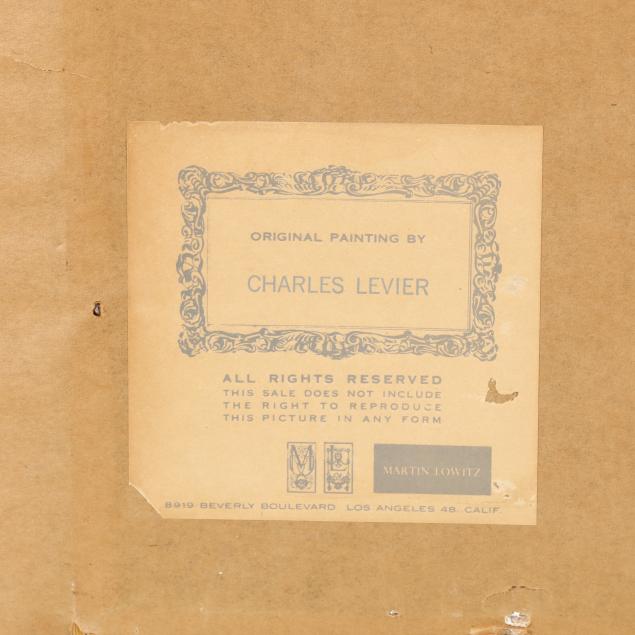 ORIGINAL PAINTING BY
CHARLES LEVIER
ALL RIGHTS RESERVED
THIS SALE DOES NOT INCLUDE
THE RIGHT TO REPRODUCE
THIS PICTURE IN ANY FORM
M L MARTIN LOWITZ
8919 BEVERLY BOULEVARD LOS ANGELES 48, CALIF.